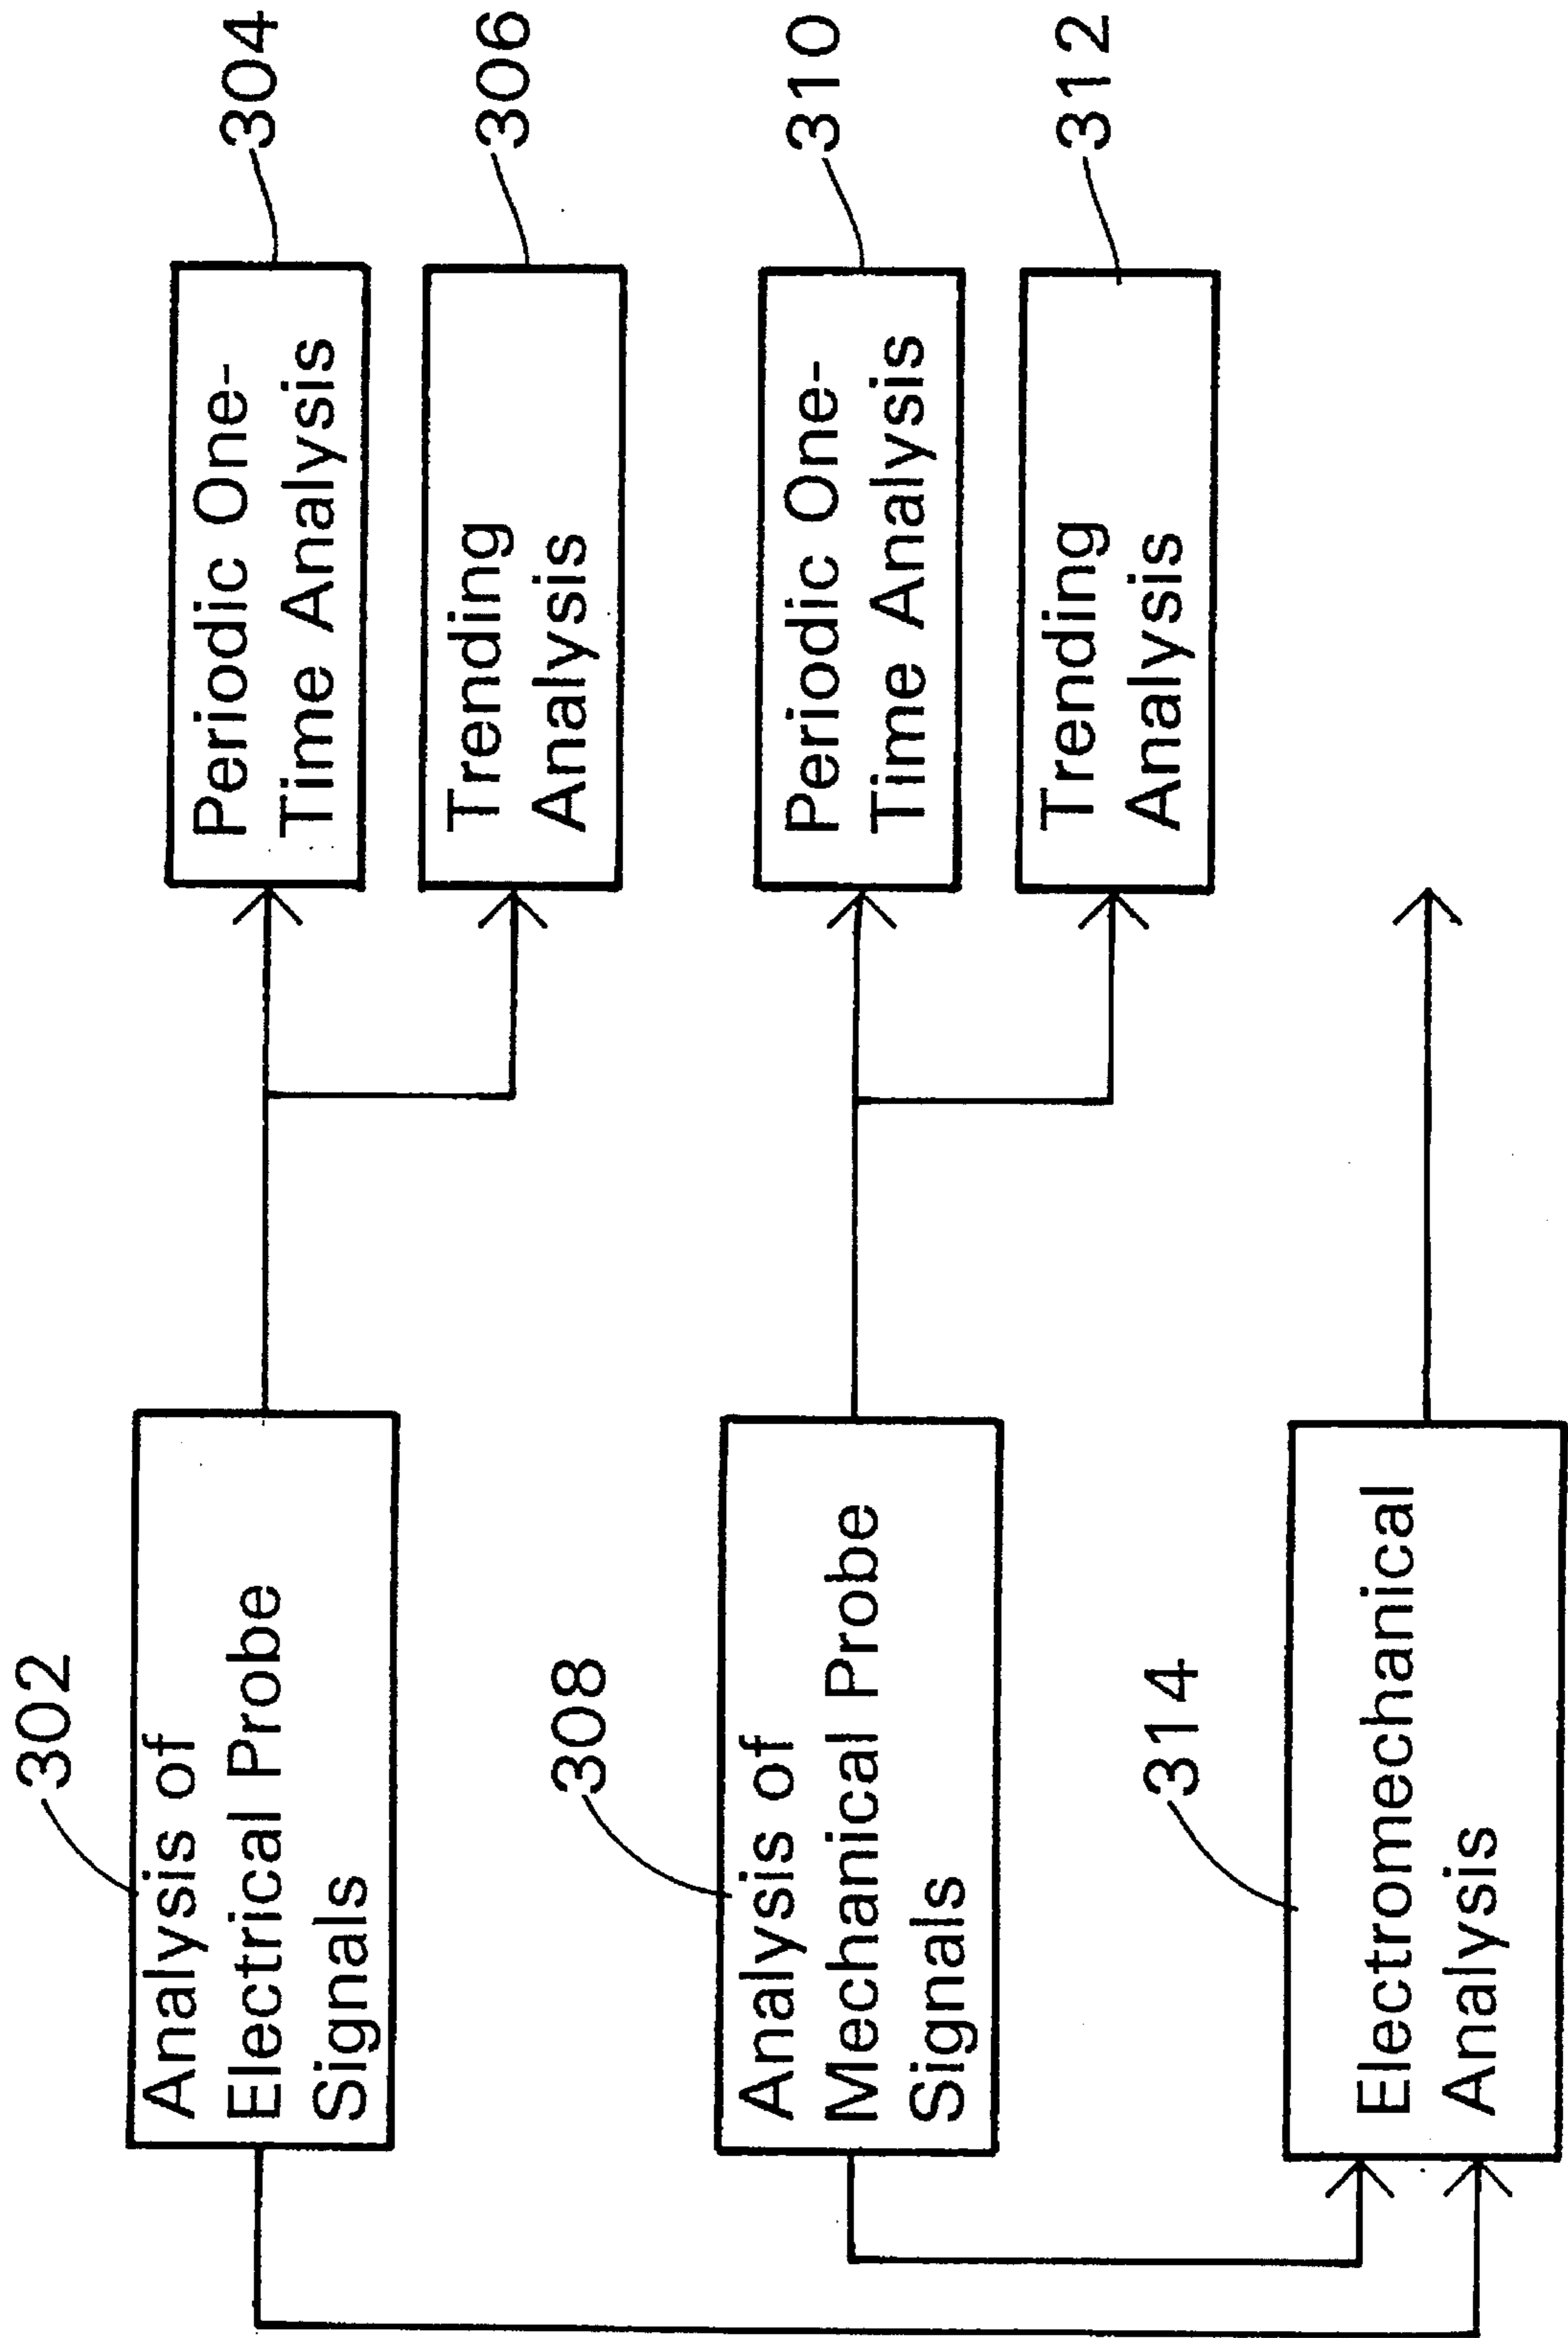 302
Analysis of
Electrical Probe
Signals
Periodic One-
Time Analysis
304
Trending
Analysis
306
308
Analysis of
Mechanical Probe
Signals
Periodic One-
Time Analysis
310
Trending
Analysis
312
314
Electromechanical
Analysis